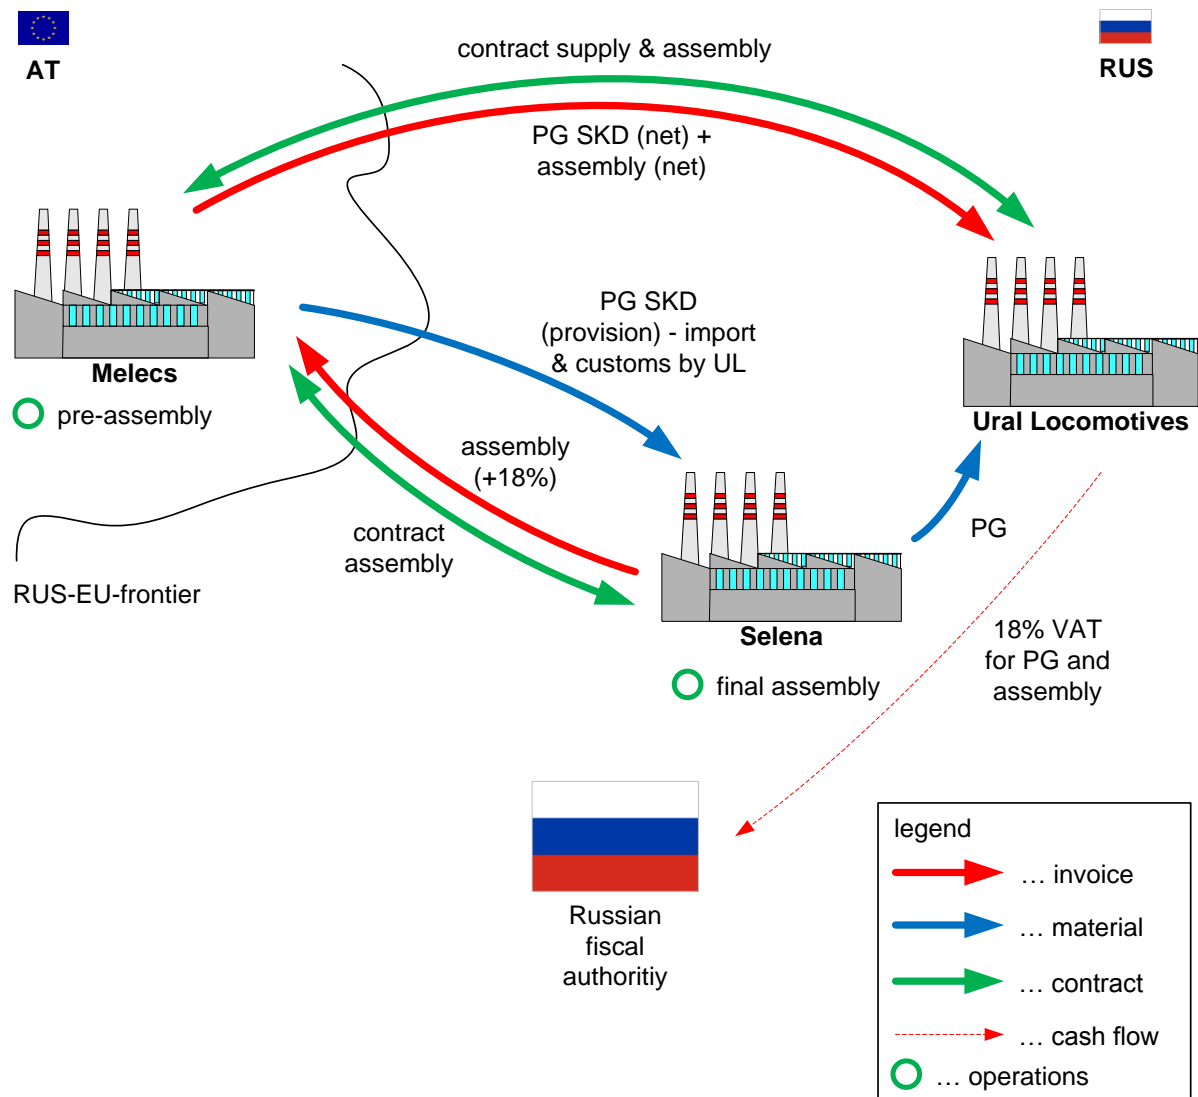 AT
RUS
contract supply & assembly
PG SKD (net) +
assembly (net)
PG SKD
(provision) - import
& customs by UL
Melecs
pre-assembly
Ural Locomotives
assembly
(+18%)
contract
assembly
PG
RUS-EU-frontier
Selena
final assembly
18% VAT
for PG and
assembly
Russian
fiscal
authoritiy
legend
... invoice
... material
... contract
... cash flow
... operations